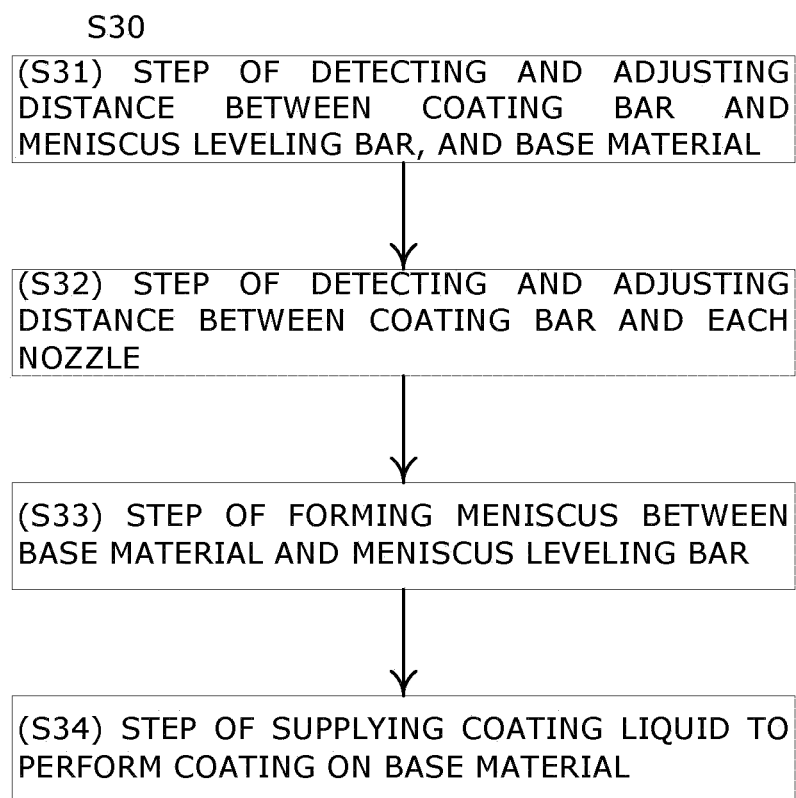 S30
(S31) STEP OF DETECTING AND ADJUSTING
DISTANCE BETWEEN COATING BAR AND
MENISCUS LEVELING BAR, AND BASE MATERIAL
(S32) STEP OF DETECTING AND ADJUSTING
DISTANCE BETWEEN COATING BAR AND EACH
NOZZLE
(S33) STEP OF FORMING MENISCUS BETWEEN
BASE MATERIAL AND MENISCUS LEVELING BAR
(S34) STEP OF SUPPLYING COATING LIQUID TO
PERFORM COATING ON BASE MATERIAL